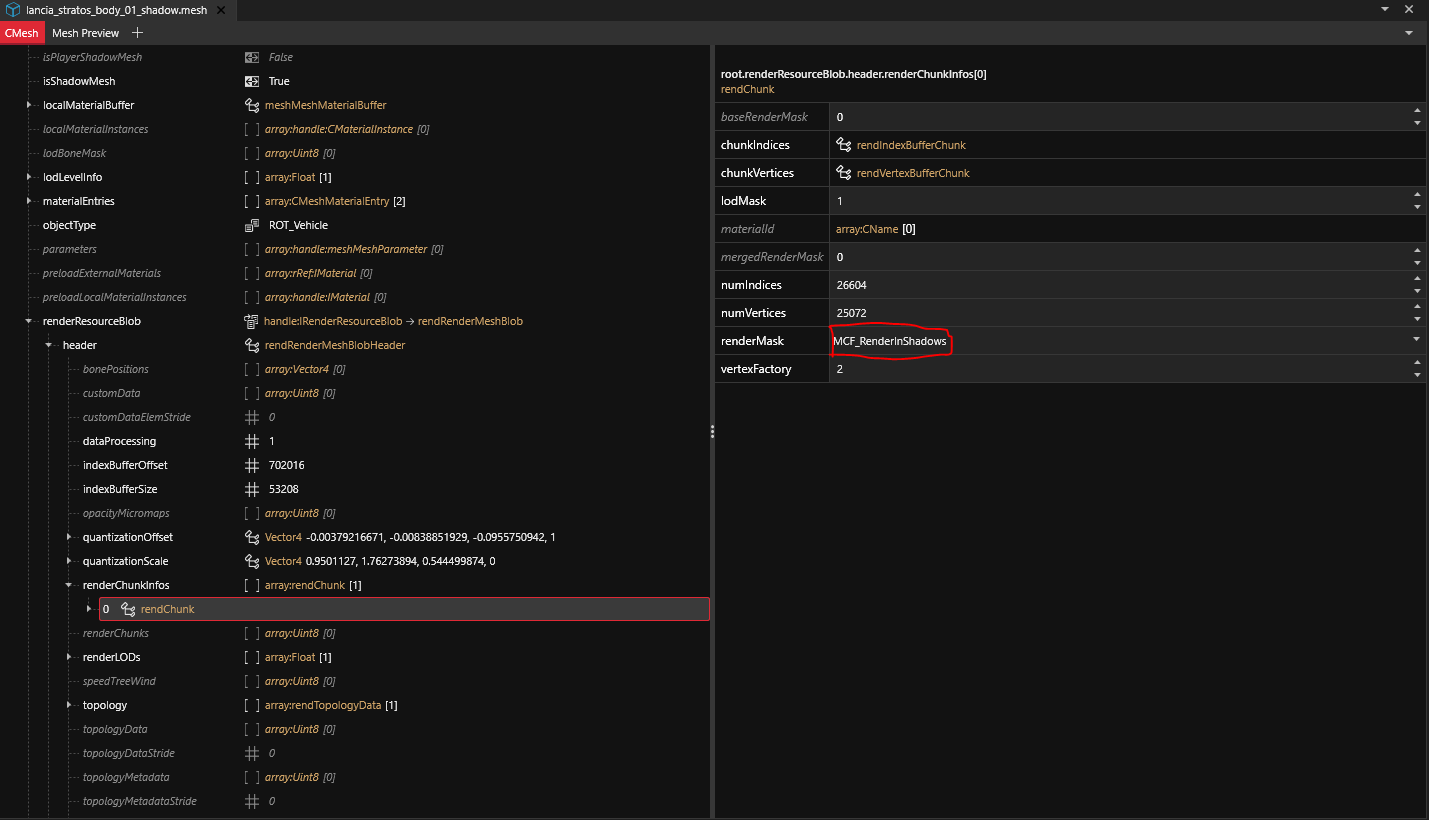 lancia_stratos_body_01_shadow.mesh
CMesh Mesh Preview
isPlayerShadowMesh False
isShadowMesh True
localMaterialBuffer meshMeshMaterialBuffer
localMaterialInstances [ ] array:handle:CMaterialInstance [0]
lodBoneMask [ ] array:Uint8 [0]
lodLevelInfo [ ] array:Float [1]
materialEntries [ ] array:CMeshMaterialEntry [2]
objectType ROT_Vehicle
parameters [ ] array:handle:meshMeshParameter [0]
preloadExternalMaterials [ ] array:rRef:IMaterial [0]
preloadLocalMaterialInstances [ ] array:handle:IMaterial [0]
renderResourceBlob handle:IRenderResourceBlob → rendRenderMeshBlob
header rendRenderMeshBlobHeader
bonePositions [ ] array:Vector4 [0]
customData [ ] array:Uint8 [0]
customDataElemStride 0
dataProcessing 1
indexBufferOffset 702016
indexBufferSize 53208
opacityMicromaps [ ] array:Uint8 [0]
quantizationOffset Vector4 -0.00379216671, -0.00838851929, -0.0955750942, 1
quantizationScale Vector4 0.9501127, 1.76273894, 0.544499874, 0
renderChunkInfos [ ] array:rendChunk [1]
0 rendChunk
renderChunks [ ] array:Uint8 [0]
renderLODs [ ] array:Float [1]
speedTreeWind [ ] array:Uint8 [0]
topology [ ] array:rendTopologyData [1]
topologyData [ ] array:Uint8 [0]
topologyDataStride 0
topologyMetadata [ ] array:Uint8 [0]
topologyMetadataStride 0
root.renderResourceBlob.header.renderChunkInfos[0]
rendChunk
baseRenderMask 0
chunkIndices rendIndexBufferChunk
chunkVertices rendVertexBufferChunk
lodMask 1
materialId array:CName [0]
mergedRenderMask 0
numIndices 26604
numVertices 25072
renderMask MCF_RenderInShadows
vertexFactory 2